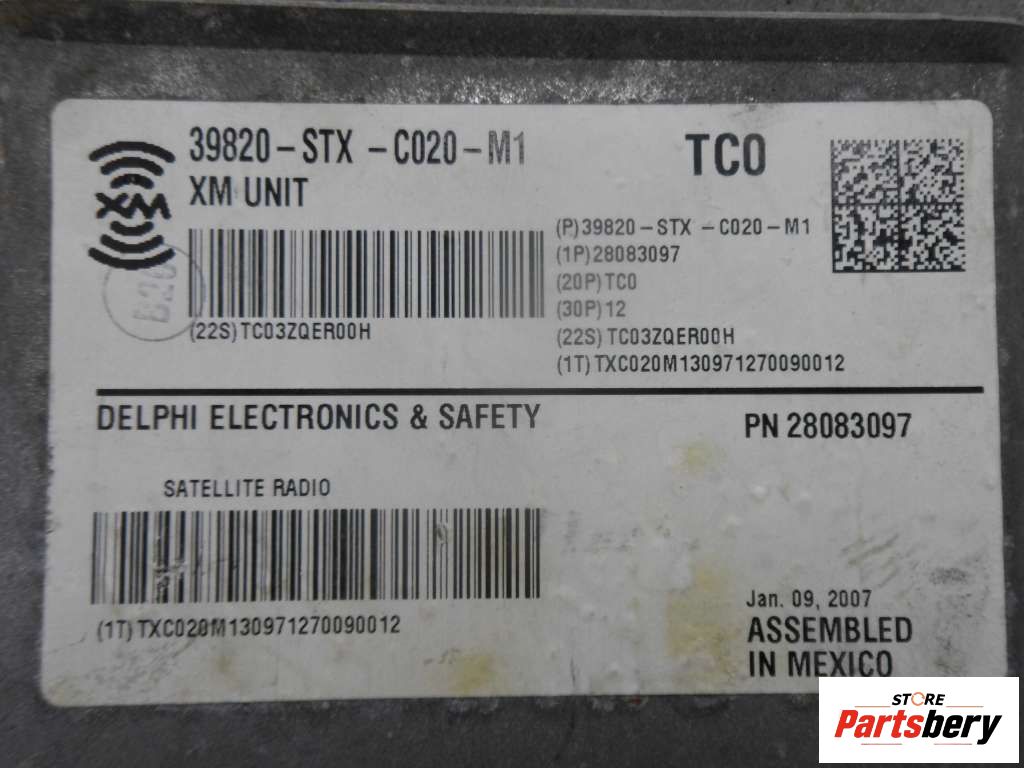 39820-STX-C020-M1
XM UNIT
TC0
XM
B20
(22S)TC03ZQER00H
(P)39820-STX-C020-M1
(1P)28083097
(20P)TC0
(30P)12
(22S)TC03ZQER00H
(1T)TXC020M130971270090012
DELPHI ELECTRONICS & SAFETY
PN 28083097
SATELLITE RADIO
(1T)TXC020M130971270090012
Jan. 09, 2007
ASSEMBLED
IN MEXICO
STORE
Partsbery